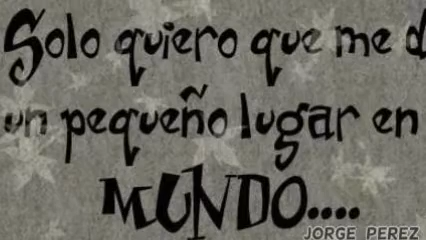 Solo quiero que me d
un pequeño lugar en
MUNDO....
JORGE PEREZ